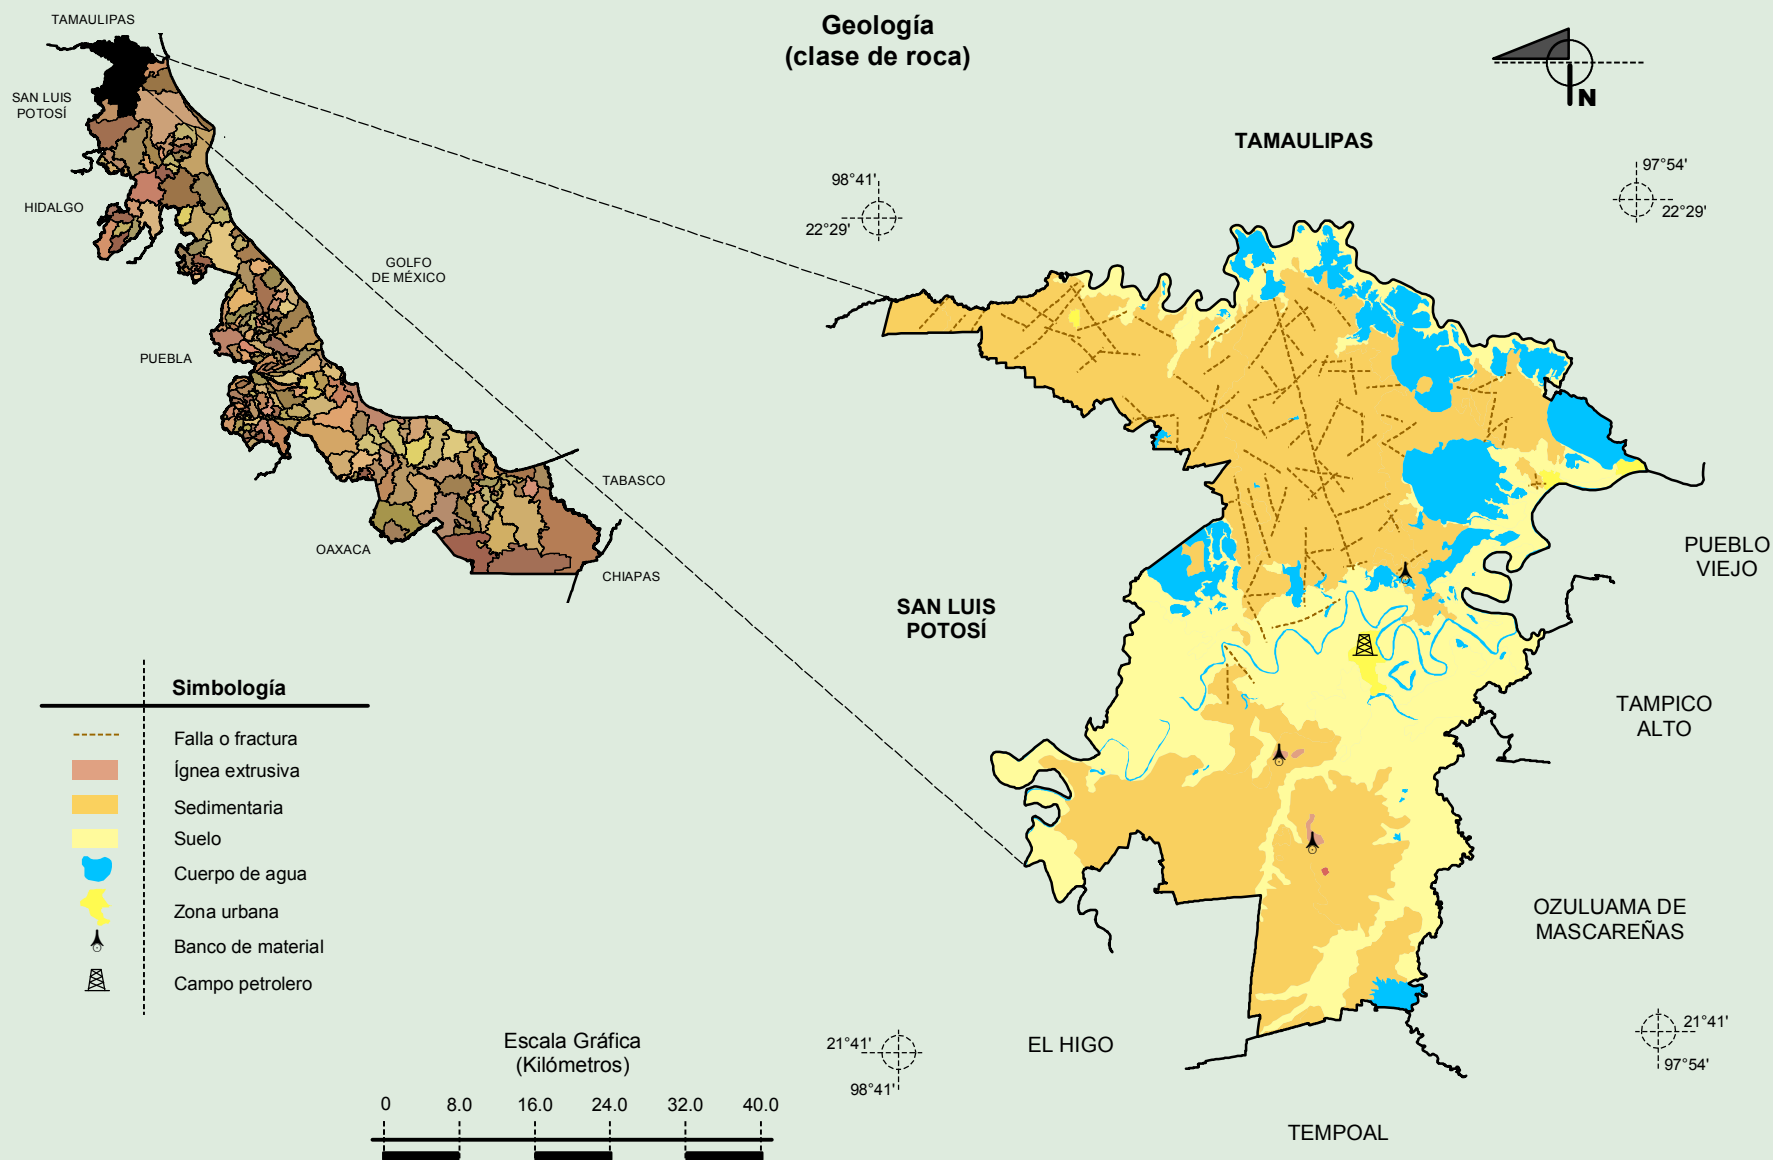 Geología
(clase de roca)
N
TAMAULIPAS
SAN LUIS
POTOSÍ
HIDALGO
GOLFO
DE MÉXICO
PUEBLA
TABASCO
OAXACA
CHIAPAS
TAMAULIPAS
98°41'
22°29'
97°54'
22°29'
SAN LUIS
POTOSÍ
PUEBLO
VIEJO
TAMPICO
ALTO
OZULUAMA DE
MASCAREÑAS
EL HIGO
TEMPOAL
21°41'
98°41'
21°41'
97°54'
Simbología
Falla o fractura
Ígnea extrusiva
Sedimentaria
Suelo
Cuerpo de agua
Zona urbana
Banco de material
Campo petrolero
Escala Gráfica
(Kilómetros)
0 8.0 16.0 24.0 32.0 40.0